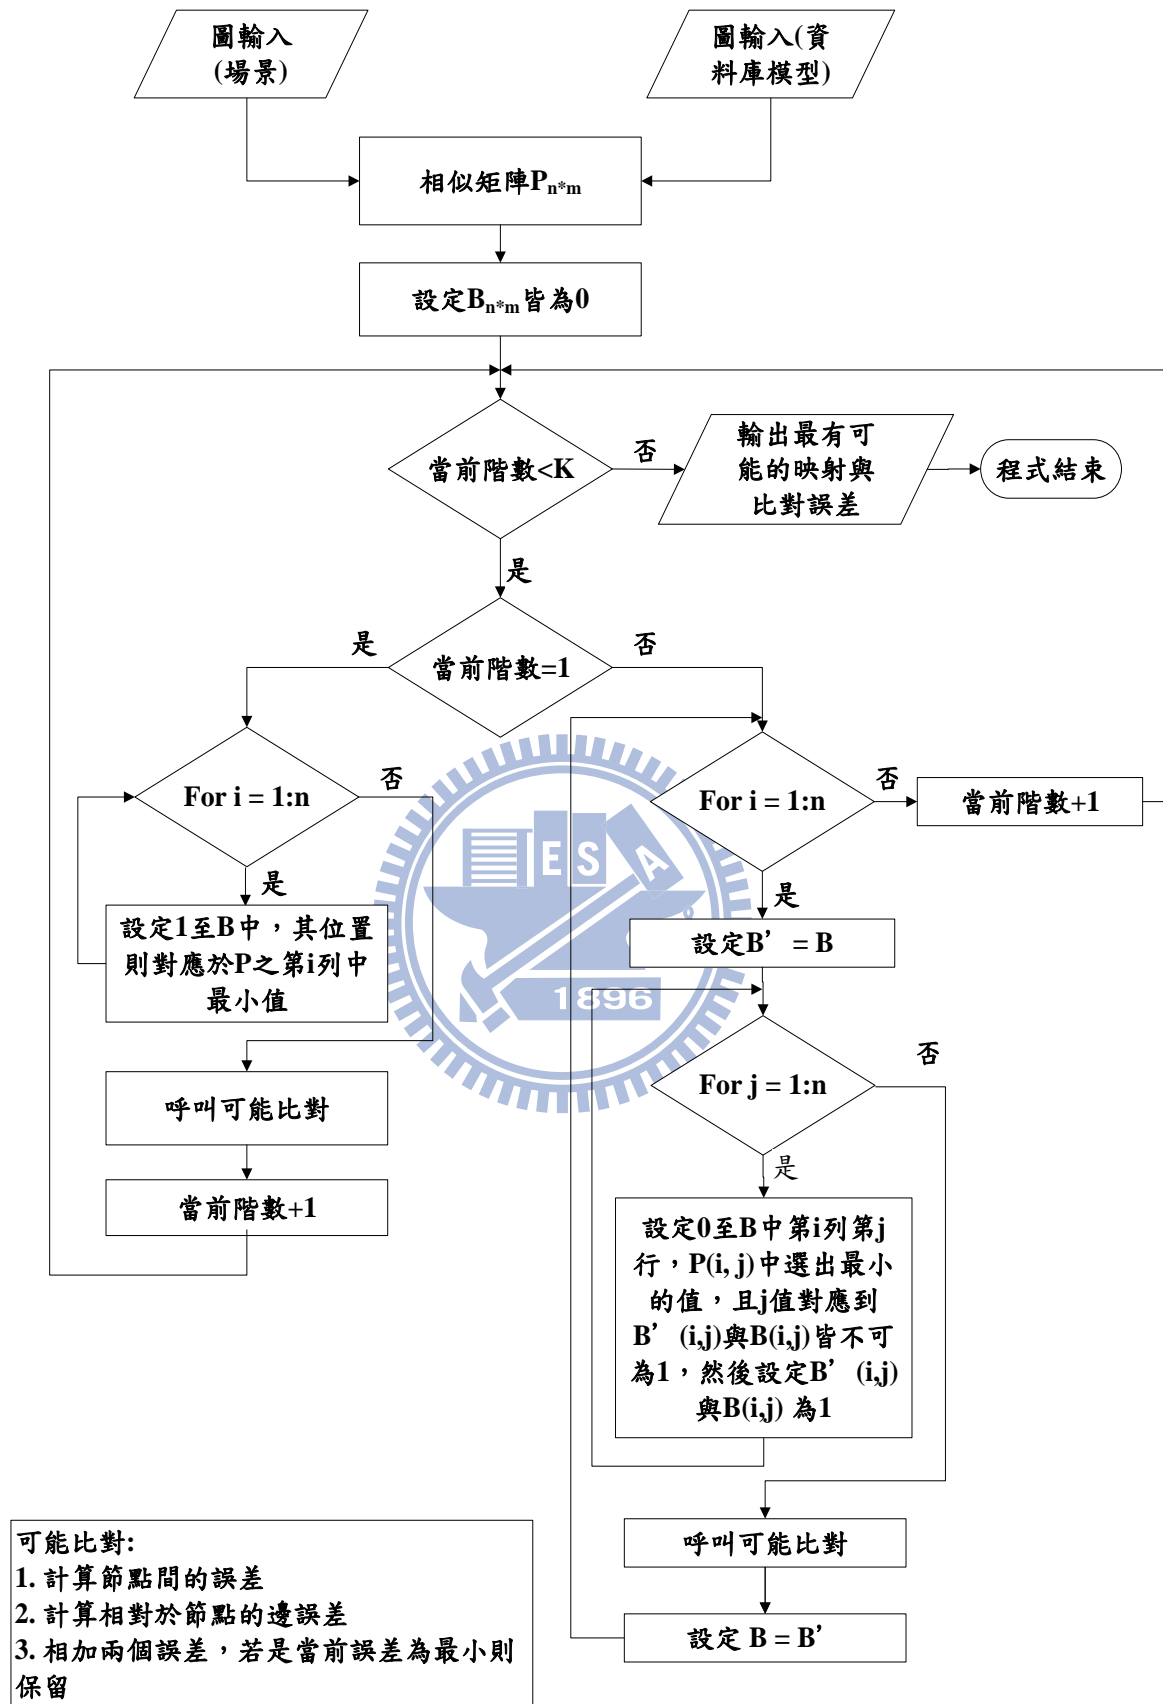 圖輸入
(場景)
圖輸入(資
料庫模型)
相似矩陣Pn*m
設定Bn*m皆為0
當前階數<K
否
輸出最有可
能的映射與
比對誤差
程式結束
是
當前階數=1
是
否
For i = 1:n
否
是
設定1至B中，其位置
則對應於P之第i列中
最小值
呼叫可能比對
當前階數+1
For i = 1:n
否
當前階數+1
是
設定B’ = B
For j = 1:n
否
是
設定0至B中第i列第j
行，P(i, j)中選出最小
的值，且j值對應到
B’ (i,j)與B(i,j)皆不可
為1，然後設定B’ (i,j)
與B(i,j) 為1
呼叫可能比對
設定 B = B’
可能比對:
1. 計算節點間的誤差
2. 計算相對於節點的邊誤差
3. 相加兩個誤差，若是當前誤差為最小則
保留
E S A
1896